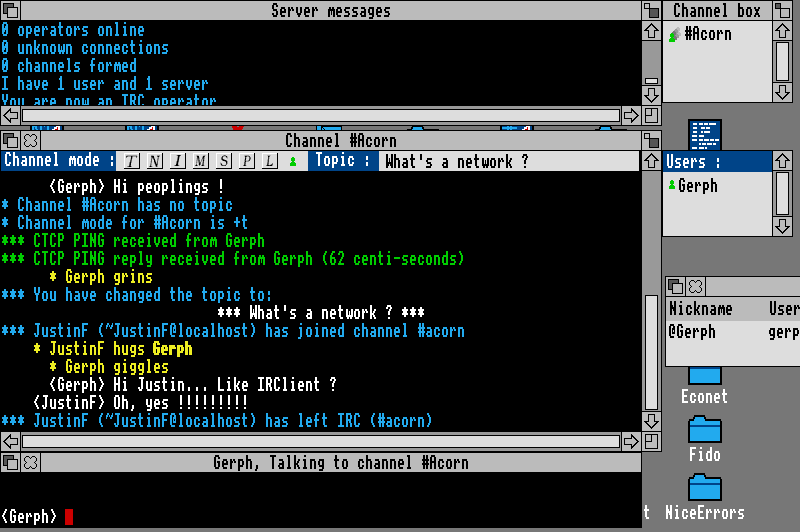 Server messages
0 operators online
0 unknown connections
0 channels formed
I have 1 user and 1 server
You are now an IRC operator
Channel box
#Acorn
Channel #Acorn
Channel mode : T N I M S P L Topic : What's a network ?
<Gerph> Hi peoplings !
* Channel #Acorn has no topic
* Channel mode for #Acorn is +t
*** CTCP PING received from Gerph
*** CTCP PING reply received from Gerph (62 centi-seconds)
* Gerph grins
*** You have changed the topic to:
*** What's a network ? ***
*** JustinF (~JustinF@localhost) has joined channel #acorn
* JustinF hugs Gerph
* Gerph giggles
<Gerph> Hi Justin... Like IRClient ?
<JustinF> Oh, yes !!!!!!!!!
*** JustinF (~JustinF@localhost) has left IRC (#acorn)
Users :
Gerph
Nickname User
@Gerph gerp
Econet
Fido
t NiceErrors
Gerph, Talking to channel #Acorn
<Gerph>